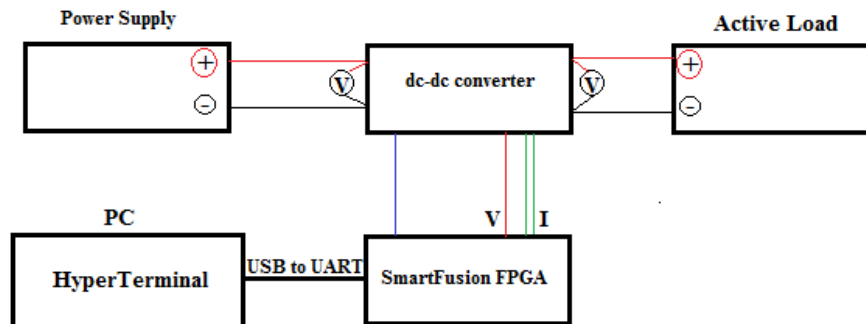 Power Supply
Active Load
+
V
dc-dc converter
V
+
-
-
V
I
PC
HyperTerminal
USB to UART
SmartFusion FPGA